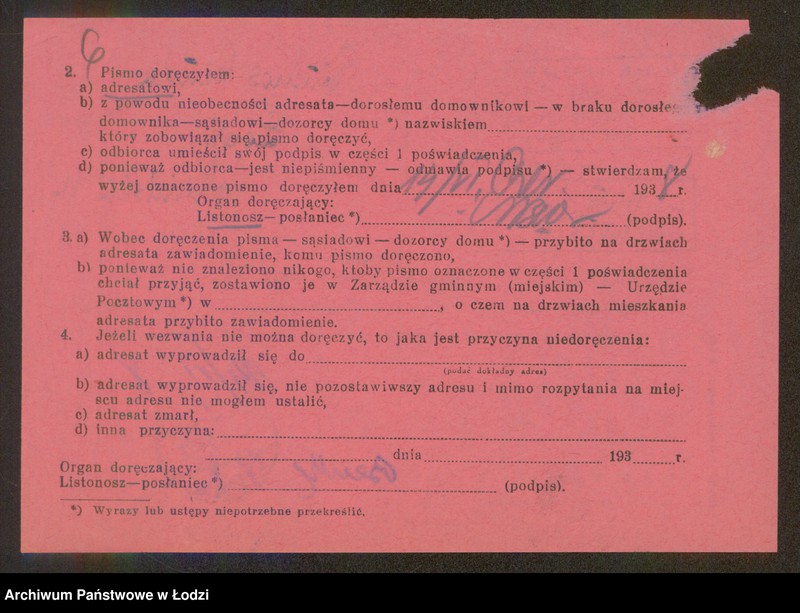 6
2. Pismo doręczyłem:
a) adresatowi,
b) z powodu nieobecności adresata—dorosłemu domownikowi — w braku dorosłe
domownika—sąsiadowi—dozorcy domu *) nazwiskiem
który zobowiązał się pismo doręczyć,
c) odbiorca umieścił swój podpis w części 1 poświadczenia,
d) ponieważ odbiorca—jest niepiśmienny — odmawia podpisu *) — stwierdzam, że
wyżej oznaczone pismo doręczyłem dnia 193 r.
Organ doręczający:
Listonosz—posłaniec *) (podpis).
3. a) Wobec doręczenia pisma — sąsiadowi — dozorcy domu *) — przybito na drzwiach
adresata zawiadomienie, komu pismo doręczono,
b) ponieważ nie znaleziono nikogo, ktoby pismo oznaczone w części 1 poświadczenia
chciał przyjąć, zostawiono je w Zarządzie gminnym (miejskim) — Urzędzie
Pocztowym *) w , o czem na drzwiach mieszkania
adresata przybito zawiadomienie.
4. Jeżeli wezwania nie można doręczyć, to jaka jest przyczyna niedoręczenia:
a) adresat wyprowadził się do
(podać dokładny adres)
b) adresat wyprowadził się, nie pozostawiwszy adresu i mimo rozpytania na miej-
scu adresu nie mogłem ustalić,
c) adresat zmarł,
d) inna przyczyna:
dnia 193 r.
Organ doręczający:
Listonosz—posłaniec *) (podpis).
*) Wyrazy lub ustępy niepotrzebne przekreślić.
Archiwum Państwowe w Łodzi